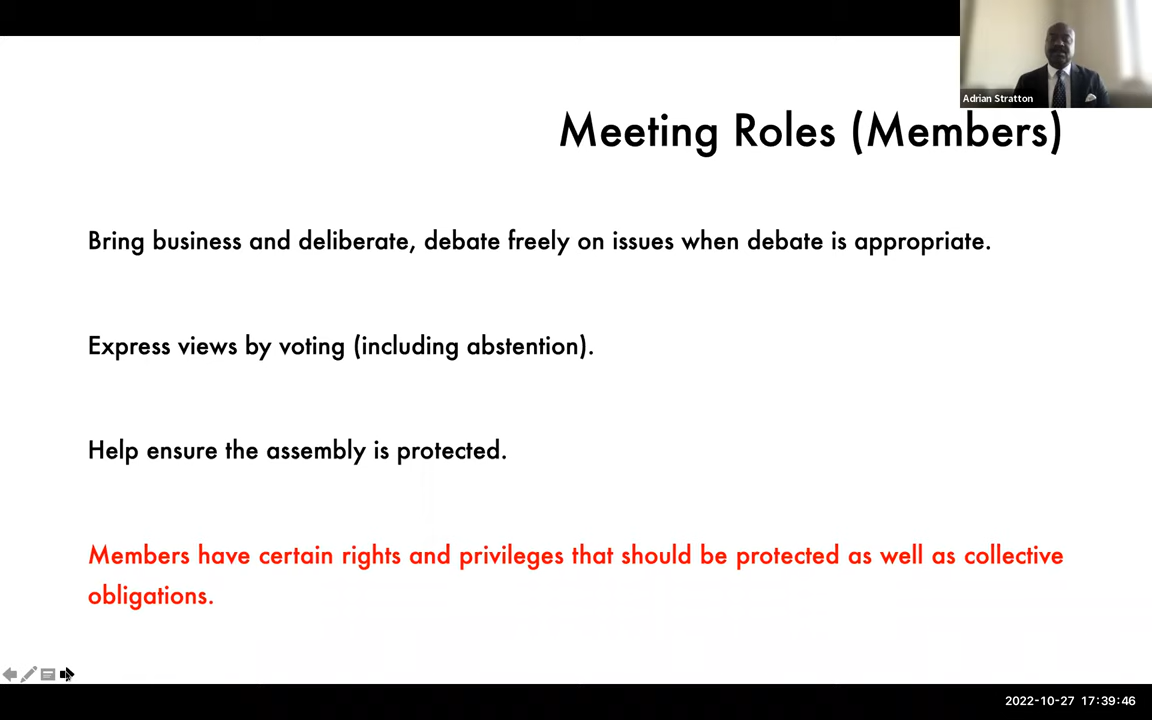 Adrian Stratton
Meeting Roles (Members)
Bring business and deliberate, debate freely on issues when debate is appropriate.
Express views by voting (including abstention).
Help ensure the assembly is protected.
Members have certain rights and privileges that should be protected as well as collective
obligations.
2022-10-27 17:39:46